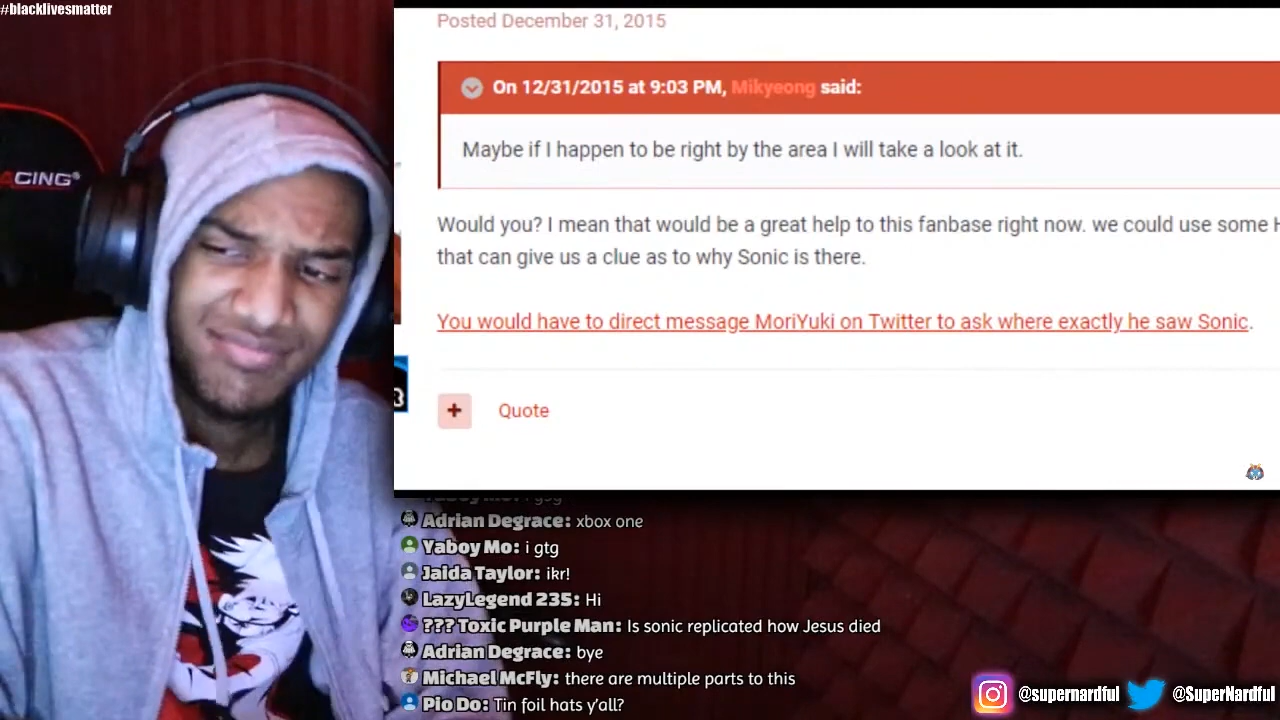 #blacklivesmatter
Posted December 31, 2015
On 12/31/2015 at 9:03 PM, Mikyeong said:
ACING®
Maybe if I happen to be right by the area I will take a look at it.
Would you? I mean that would be a great help to this fanbase right now. we could use some H
that can give us a clue as to why Sonic is there.
You would have to direct message MoriYuki on Twitter to ask where exactly he saw Sonic.
+ Quote
Adrian Degrace: xbox one
Yaboy Mo: i gtg
Jaida Taylor: ikr!
LazyLegend 235: Hi
??? Toxic Purple Man: Is sonic replicated how Jesus died
Adrian Degrace: bye
Michael McFly: there are multiple parts to this
Pio Do: Tin foil hats y'all?
@supernardful @SuperNardful